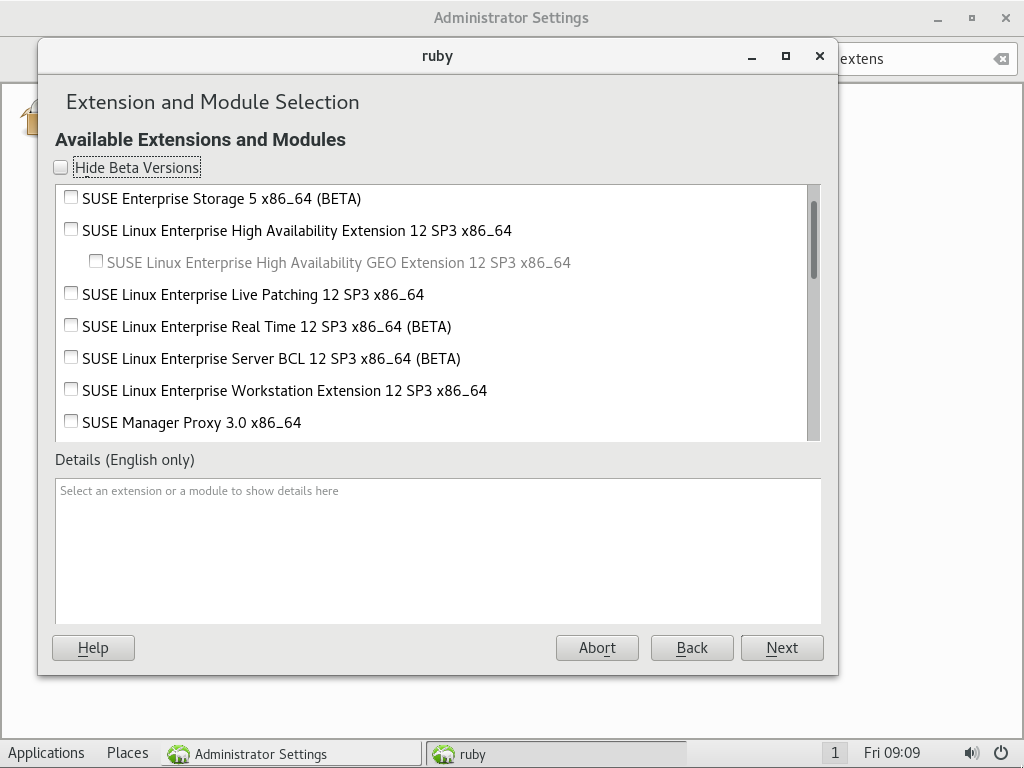 Administrator Settings
extens
ruby
Extension and Module Selection
Available Extensions and Modules
Hide Beta Versions
SUSE Enterprise Storage 5 x86_64 (BETA)
SUSE Linux Enterprise High Availability Extension 12 SP3 x86_64
SUSE Linux Enterprise High Availability GEO Extension 12 SP3 x86_64
SUSE Linux Enterprise Live Patching 12 SP3 x86_64
SUSE Linux Enterprise Real Time 12 SP3 x86_64 (BETA)
SUSE Linux Enterprise Server BCL 12 SP3 x86_64 (BETA)
SUSE Linux Enterprise Workstation Extension 12 SP3 x86_64
SUSE Manager Proxy 3.0 x86_64
Details (English only)
Select an extension or a module to show details here
Help Abort Back Next
Applications Places Administrator Settings ruby 1 Fri 09:09